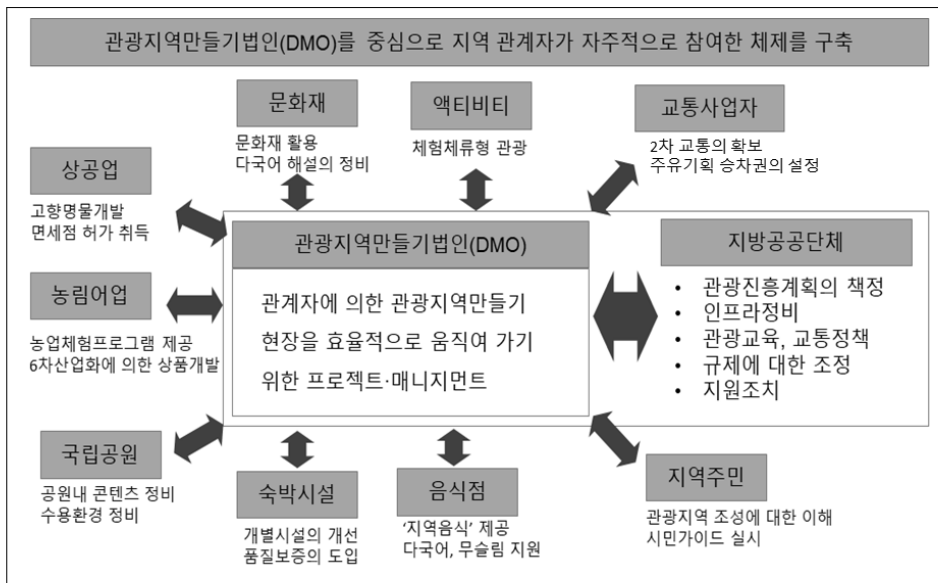 관광지역만들기법인(DMO)를 중심으로 지역 관계자가 자주적으로 참여한 체제를 구축
문화재
문화재 활용
다국어 해설의 정비
액티비티
체험체류형 관광
교통사업자
2차 교통의 확보
주유기획 승차권의 설정
상공업
고향명물개발
면세점 허가 취득
농림어업
농업체험프로그램 제공
6차산업화에 의한 상품개발
관광지역만들기법인(DMO)
관계자에 의한 관광지역만들기
현장을 효율적으로 움직여 가기
위한 프로젝트·매니지먼트
지방공공단체
• 관광진흥계획의 책정
• 인프라정비
• 관광교육, 교통정책
• 규제에 대한 조정
• 지원조치
국립공원
공원내 콘텐츠 정비
수용환경 정비
숙박시설
개별시설의 개선
품질보증의 도입
음식점
‘지역음식’ 제공
다국어, 무슬림 지원
지역주민
관광지역 조성에 대한 이해
시민가이드 실시